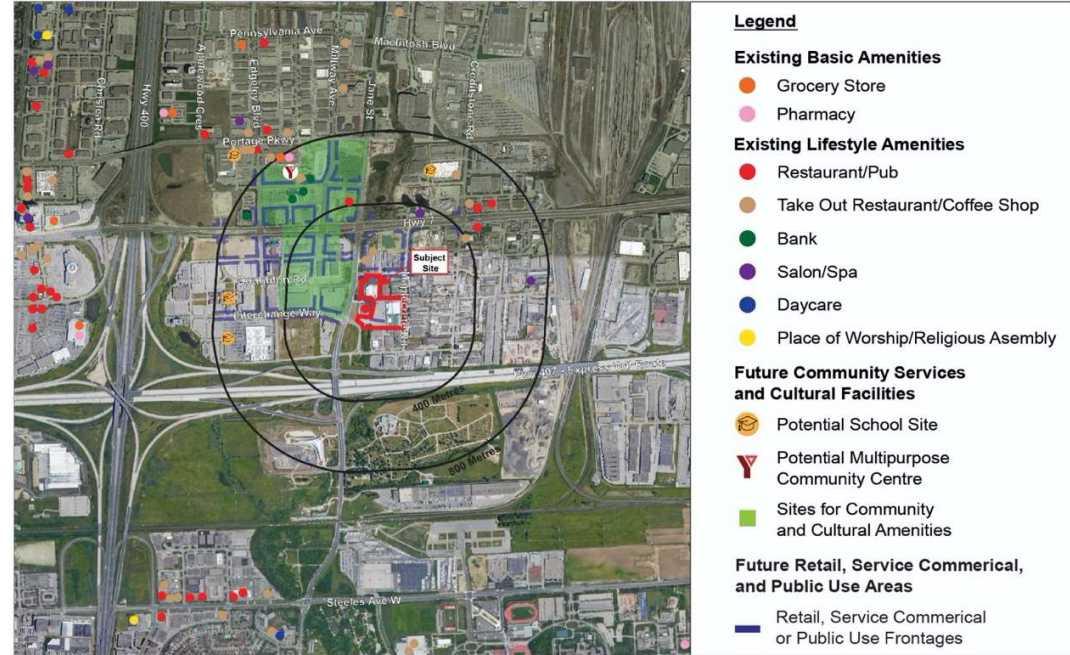 Pennsylvania Ave
MacIntosh Blvd
Applewood Cres
Edgeley Blvd
Millway Ave
Jane St
Creditstone Rd
Chrislea Rd
Hwy 400
Portage Pkwy
Hwy 7
Subject
Site
Interchange Way
400 Metres
800 Metres
Steeles Ave W
Legend
Existing Basic Amenities
Grocery Store
Pharmacy
Existing Lifestyle Amenities
Restaurant/Pub
Take Out Restaurant/Coffee Shop
Bank
Salon/Spa
Daycare
Place of Worship/Religious Asembly
Future Community Services
and Cultural Facilities
Potential School Site
Potential Multipurpose
Community Centre
Sites for Community
and Cultural Amenities
Future Retail, Service Commerical,
and Public Use Areas
Retail, Service Commerical
or Public Use Frontages